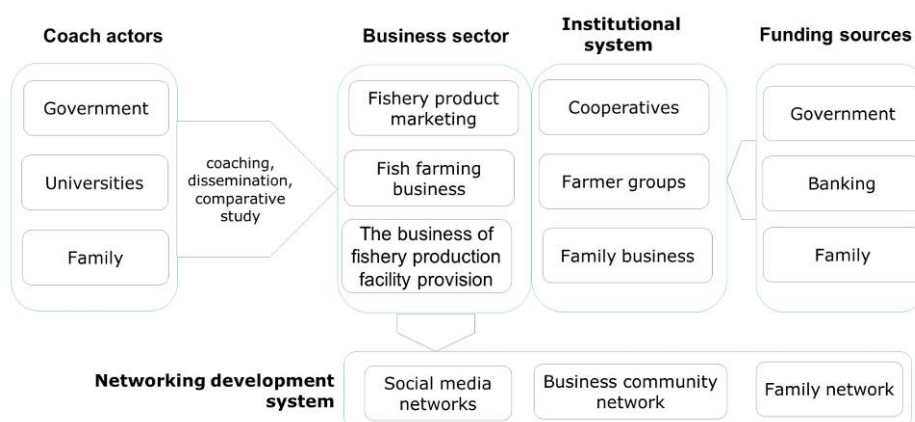 Coach actors
Government
Universities
Family
coaching,
dissemination,
comparative
study
Business sector
Fishery product
marketing
Fish farming
business
The business of
fishery production
facility provision
Institutional
system
Cooperatives
Farmer groups
Family business
Funding sources
Government
Banking
Family
Networking development
system
Social media
networks
Business community
network
Family network